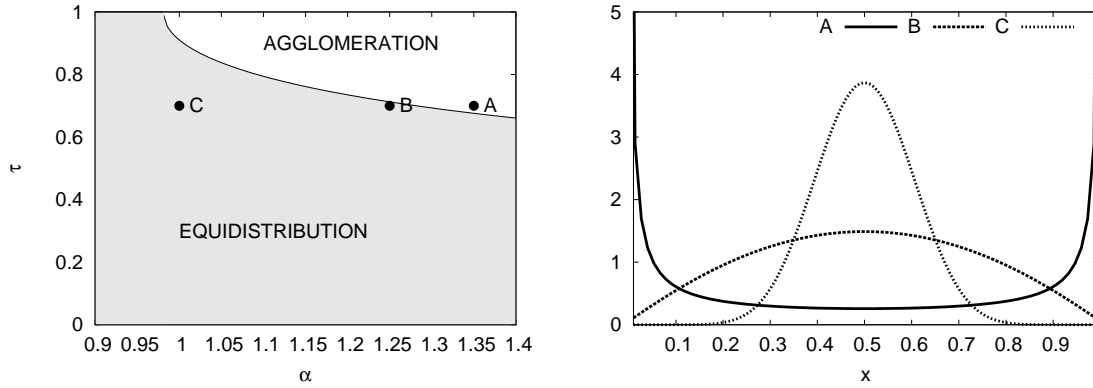 1
0.8
0.6
0.4
0.2
0
τ
AGGLOMERATION
C
B
A
EQUIDISTRIBUTION
0.9 0.95 1 1.05 1.1 1.15 1.2 1.25 1.3 1.35 1.4
α
5
4
3
2
1
0
A B C
0.1 0.2 0.3 0.4 0.5 0.6 0.7 0.8 0.9
x